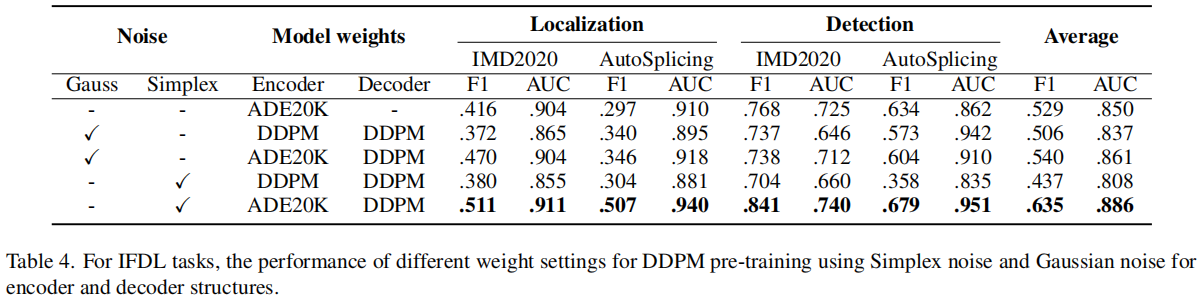 Noise Model weights Localization Detection Average
IMD2020 AutoSplicing IMD2020 AutoSplicing
Gauss Simplex Encoder Decoder F1 AUC F1 AUC F1 AUC F1 AUC F1 AUC
- - ADE20K - .416 .904 .297 .910 .768 .725 .634 .862 .529 .850
✓ - DDPM DDPM .372 .865 .340 .895 .737 .646 .573 .942 .506 .837
✓ - ADE20K DDPM .470 .904 .346 .918 .738 .712 .604 .910 .540 .861
- ✓ DDPM DDPM .380 .855 .304 .881 .704 .660 .358 .835 .437 .808
- ✓ ADE20K DDPM .511 .911 .507 .940 .841 .740 .679 .951 .635 .886
Table 4. For IFDL tasks, the performance of different weight settings for DDPM pre-training using Simplex noise and Gaussian noise for
encoder and decoder structures.